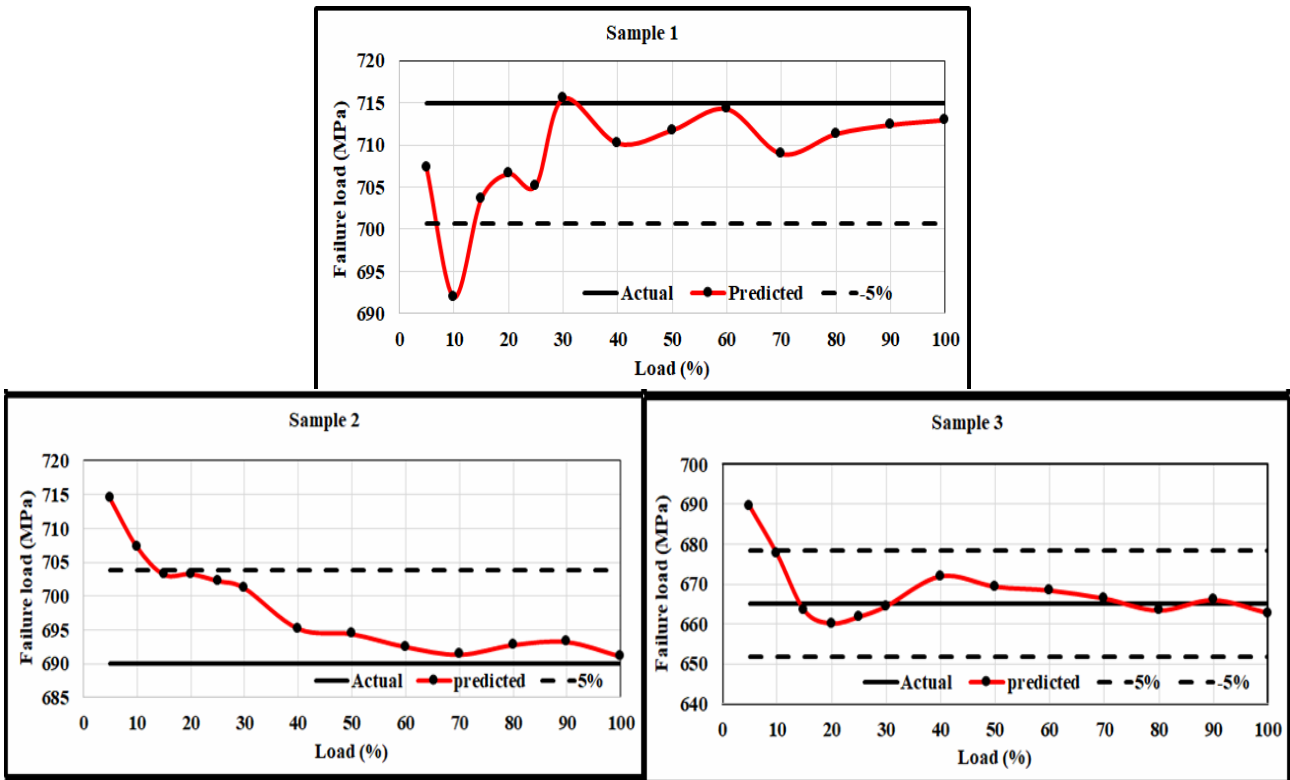 Sample 1
Failure load (MPa)
720
715
710
705
700
695
690
0 10 20 30 40 50 60 70 80 90 100
Load (%)
Actual Predicted -5%
Sample 2
Failure load (MPa)
720
715
710
705
700
695
690
685
0 10 20 30 40 50 60 70 80 90 100
Load (%)
Actual predicted 5%
Sample 3
Failure load (MPa)
700
690
680
670
660
650
640
0 10 20 30 40 50 60 70 80 90 100
Load (%)
Actual predicted 5% -5%